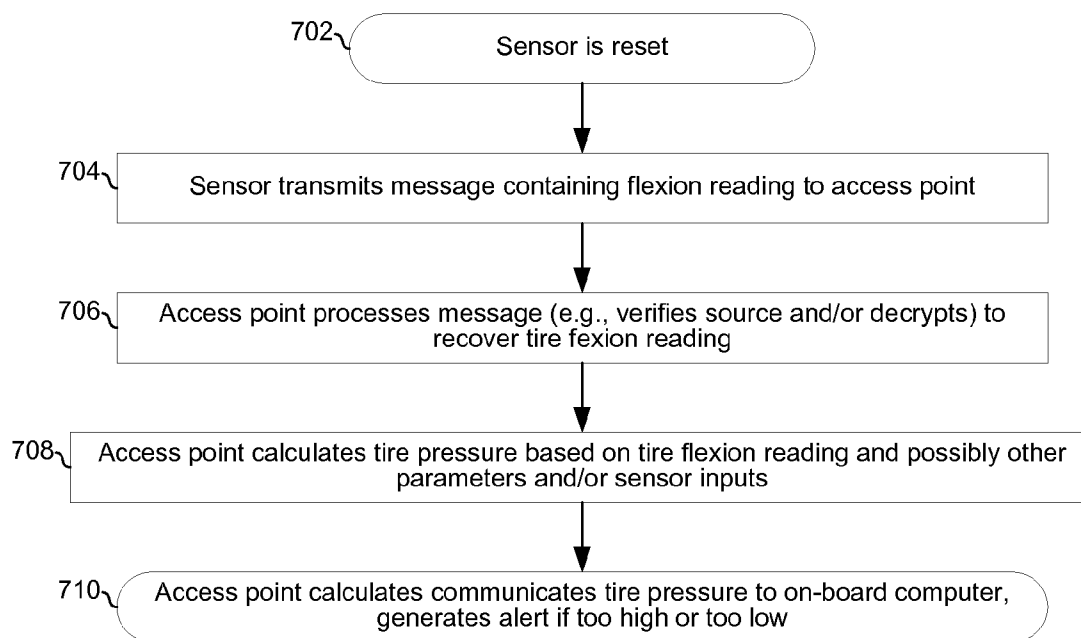 702
Sensor is reset
704
Sensor transmits message containing flexion reading to access point
706
Access point processes message (e.g., verifies source and/or decrypts) to
recover tire fexion reading
708
Access point calculates tire pressure based on tire flexion reading and possibly other
parameters and/or sensor inputs
710
Access point calculates communicates tire pressure to on-board computer,
generates alert if too high or too low